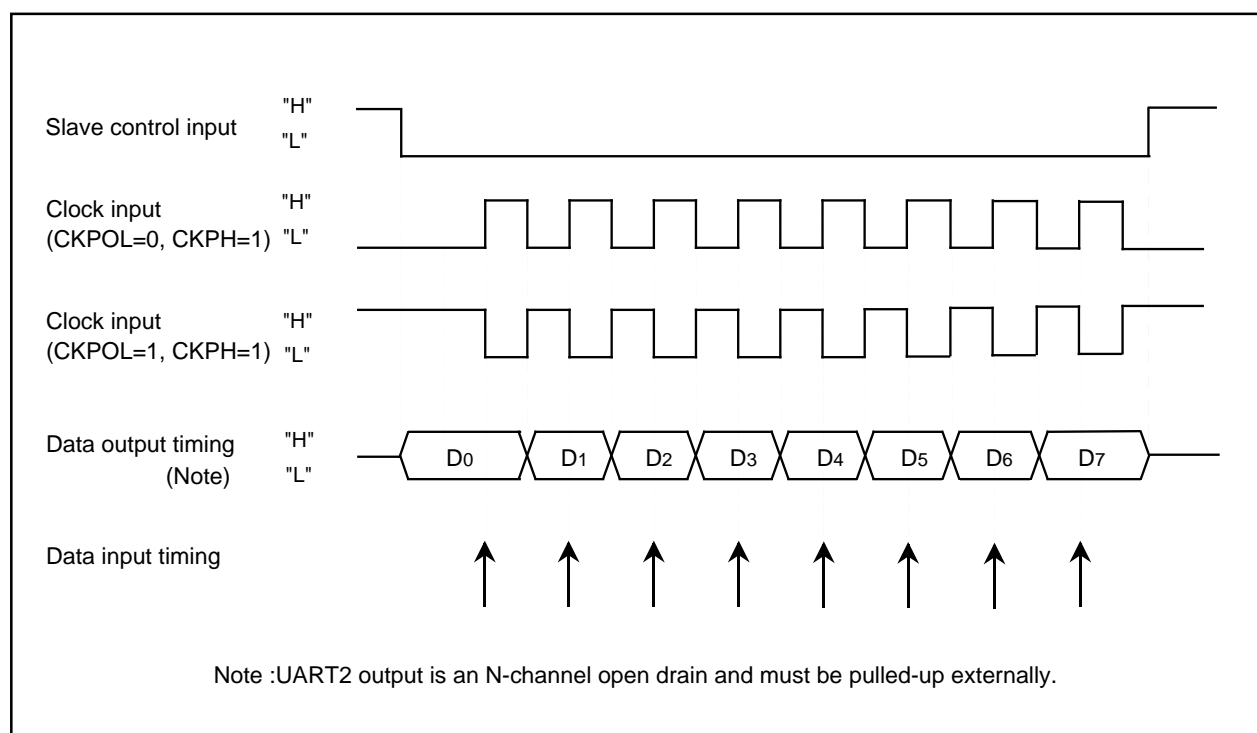 Slave control input "H"
"L"
Clock input "H"
(CKPOL=0, CKPH=1) "L"
Clock input "H"
(CKPOL=1, CKPH=1) "L"
Data output timing "H"
(Note) "L"
D0 D1 D2 D3 D4 D5 D6 D7
Data input timing
Note :UART2 output is an N-channel open drain and must be pulled-up externally.